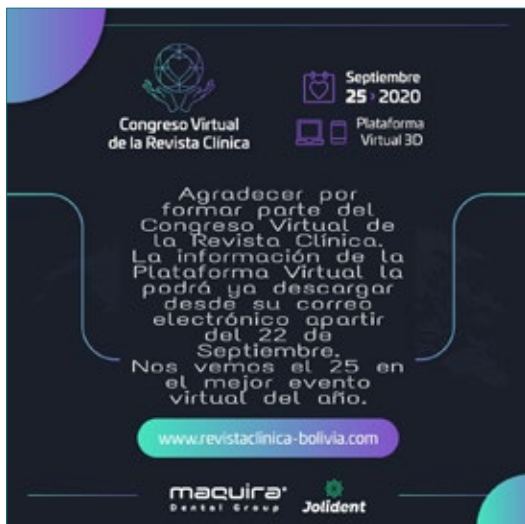 Congreso Virtual
de la Revista Clínica
Septiembre
25 › 2020
Plataforma
Virtual 3D
Agradecer por
formar parte del
Congreso Virtual de
la Revista Clínica.
La información de la
Plataforma Virtual la
podrá ya descargar
desde su correo
electrónico apartir
del 22 de
Septiembre.
Nos vemos el 25 en
el mejor evento
virtual del año.
www.revistaclinica-bolivia.com
maquira
Dental Group
Jolident